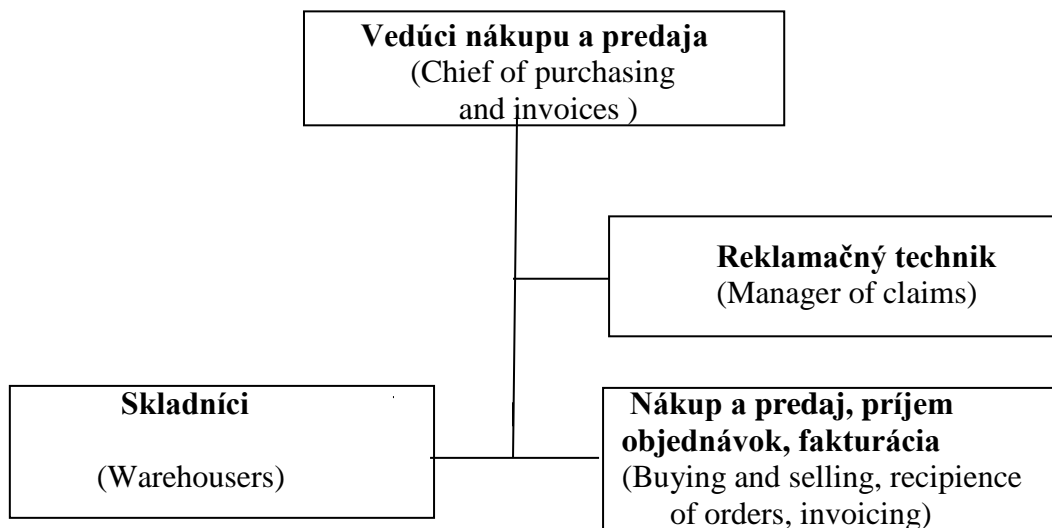 Vedúci nákupu a predaja
(Chief of purchasing
and invoices )
Reklamačný technik
(Manager of claims)
Skladníci
(Warehousers)
Nákup a predaj, príjem
objednávok, fakturácia
(Buying and selling, recipience
of orders, invoicing)